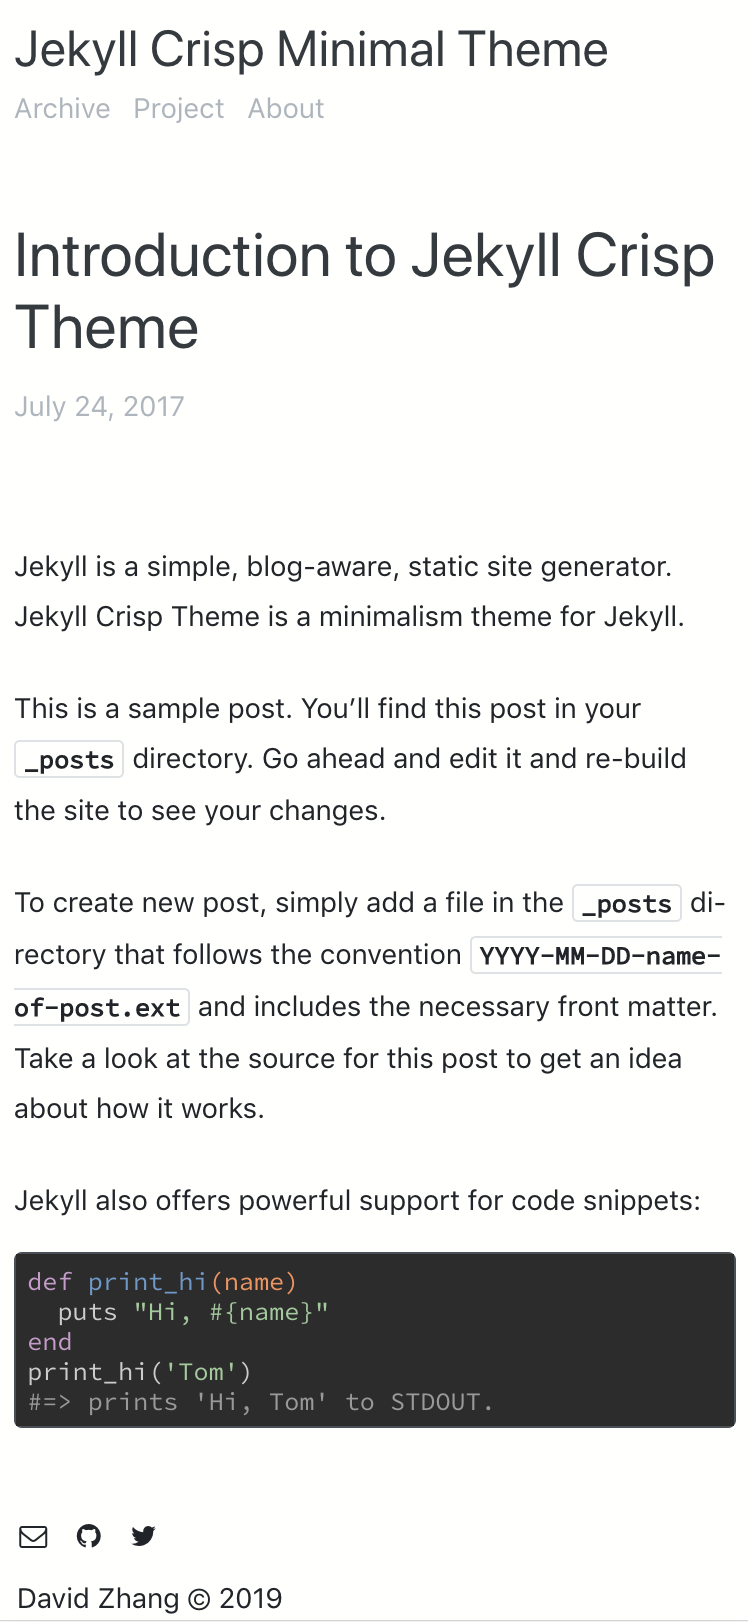 Jekyll Crisp Minimal Theme
Archive Project About
Introduction to Jekyll Crisp
Theme
July 24, 2017
Jekyll is a simple, blog-aware, static site generator.
Jekyll Crisp Theme is a minimalism theme for Jekyll.
This is a sample post. You’ll find this post in your
_posts directory. Go ahead and edit it and re-build
the site to see your changes.
To create new post, simply add a file in the _posts di-
rectory that follows the convention YYYY-MM-DD-name-
of-post.ext and includes the necessary front matter.
Take a look at the source for this post to get an idea
about how it works.
Jekyll also offers powerful support for code snippets:
def print_hi(name)
  puts "Hi, #{name}"
end
print_hi('Tom')
#=> prints 'Hi, Tom' to STDOUT.
David Zhang © 2019